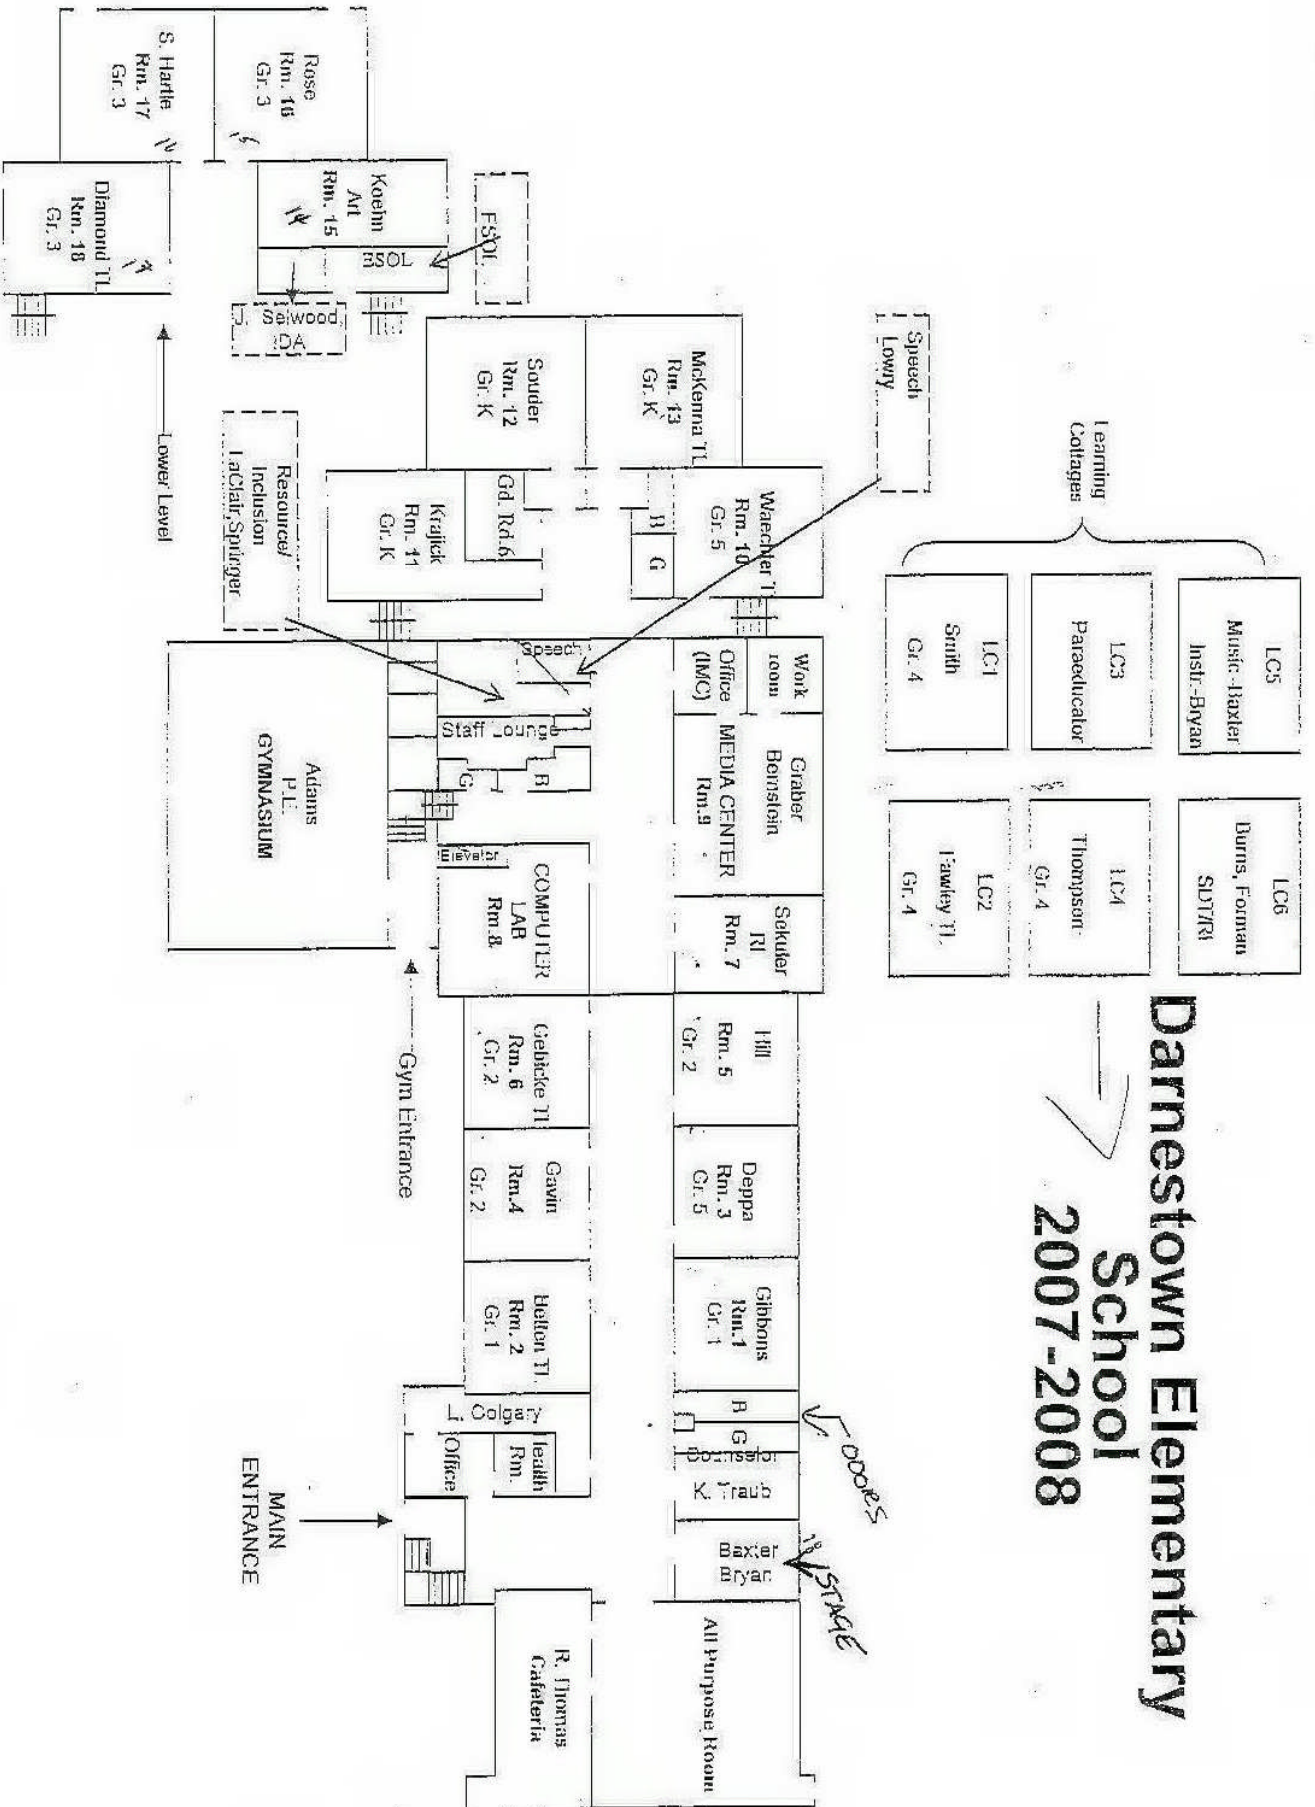 Darnestown Elementary
School
2007-2008
Learning
Cottages
LC5
Music-Baxter
Instr.-Bryan
LC6
Burns, Forman
SDT/RI
LC3
Paraeducator
LC4
Thompson
Gr. 4
LC1
Smith
Gr. 4
LC2
Fawley TL
Gr. 4
Speech
Lowry
DOORS
STAGE
Rose
Rm. 16
Gr. 3
S. Hartle
Rm. 17
Gr. 3
Diamond TL
Rm. 18
Gr. 3
Koehn
Art
Rm. 15
14
ESOL
ESOL
J. Selwood
IDA
Lower Level
McKenna TL
Rm. 13
Gr. K
Souder
Rm. 12
Gr. K
Waechter
Rm. 10
Gr. 5
B
G
Gd. Rd.6
Krajick
Rm. 11
Gr. K
Resource/
Inclusion
LaClair,Springer
Work
room
Office
(IMC)
Graber
Bernstein
MEDIA CENTER
Rm.9
Sekuler
RI
Rm. 7
Speech
Staff Lounge
G
B
Elevator
COMPUTER
LAB
Rm.8
Adams
P.E.
GYMNASIUM
Gym Entrance
Hill
Rm. 5
Gr. 2
Deppa
Rm. 3
Gr. 5
Gibbons
Rm.1
Gr. 1
B
G
Counselor
K. Traub
Baxter
Bryan
All Purpose Room
Gebicke TL
Rm. 6
Gr. 2
Gavin
Rm.4
Gr. 2
Rm. 2
Gr. 1
L. Colgary
Office
Health
Rm.
MAIN
ENTRANCE
R. Thomas
Cafeteria